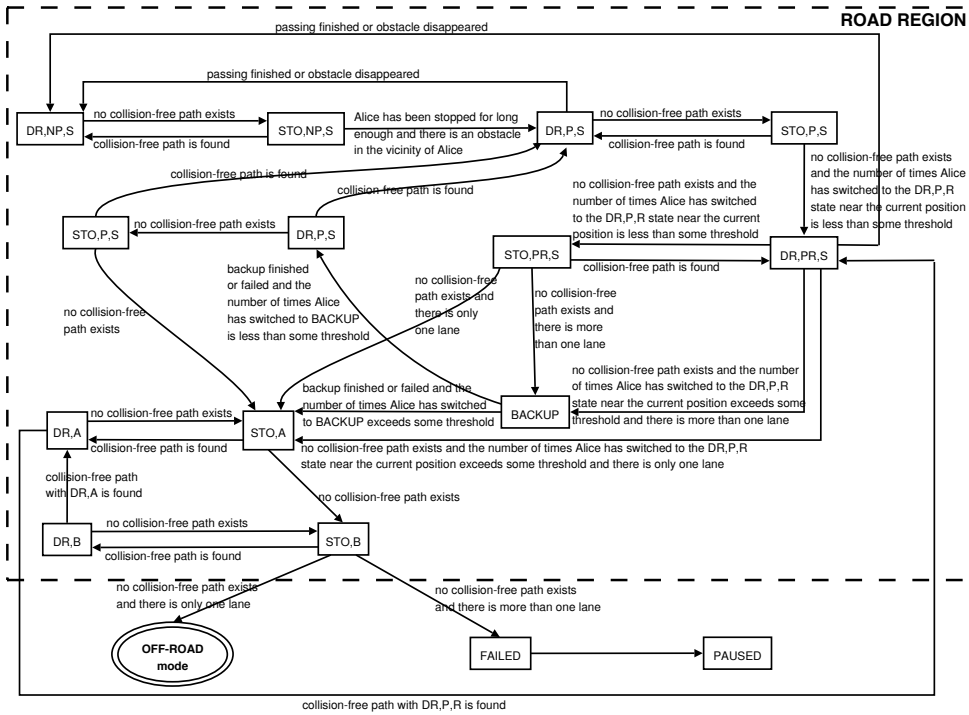 ROAD REGION
passing finished or obstacle disappeared
passing finished or obstacle disappeared
DR,NP,S
no collision-free path exists
collision-free path is found
STO,NP,S
Alice has been stopped for long
enough and there is an obstacle
in the vicinity of Alice
DR,P,S
no collision-free path exists
collision-free path is found
STO,P,S
collision-free path is found
collision-free path is found
no collision-free path exists
and the number of times Alice
has switched to the DR,P,R
state near the current position
is less than some threshold
no collision-free path exists and the
number of times Alice has switched
to the DR,P,R state near the current
position is less than some threshold
STO,P,S
no collision-free path exists
DR,P,S
STO,PR,S
collision-free path is found
DR,PR,S
backup finished
or failed and the
number of times Alice
has switched to BACKUP
is less than some threshold
no collision-free
path exists and
there is only
one lane
no collision-free
path exists and
there is more
than one lane
no collision-free
path exists
no collision-free path exists and the number
of times Alice has switched to the DR,P,R
state near the current position exceeds some
threshold and there is more than one lane
backup finished or failed and the
number of times Alice has switched
to BACKUP exceeds some threshold
BACKUP
DR,A
no collision-free path exists
collision-free path is found
STO,A
no collision-free path exists and the number of times Alice has switched to the DR,P,R
state near the current position exceeds some threshold and there is only one lane
collision-free path
with DR,A is found
no collision-free path exists
DR,B
no collision-free path exists
collision-free path is found
STO,B
no collision-free path exists
and there is only one lane
no collision-free path exists
and there is more than one lane
OFF-ROAD
mode
FAILED
PAUSED
collision-free path with DR,P,R is found